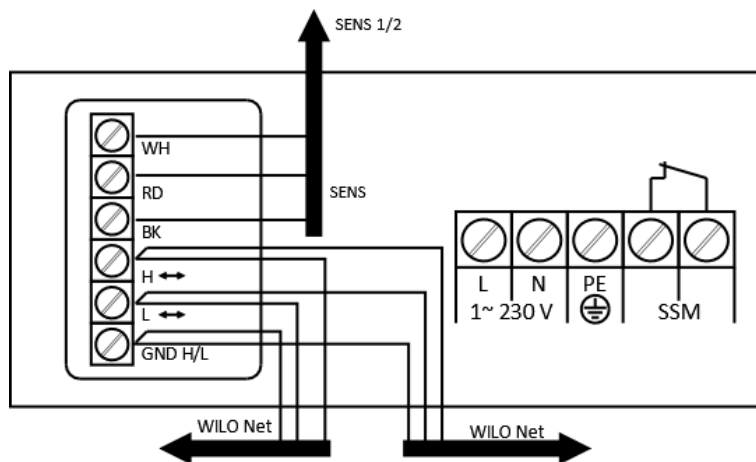 SENS 1/2
WH
RD
SENS
BK
H
L
GND H/L
L N PE
1~ 230 V SSM
WILO Net
WILO Net